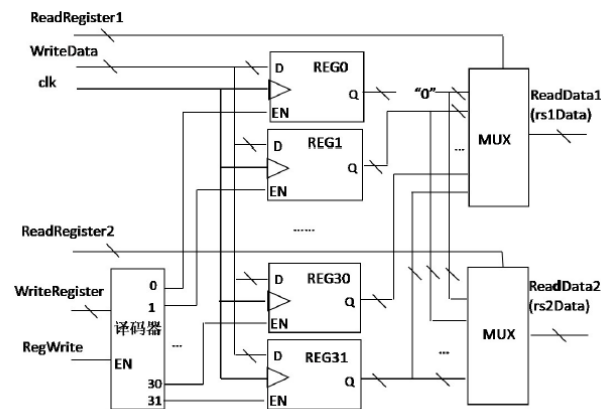 ReadRegister1
WriteData
clk
D
REG0
Q
EN
"0"
ReadData1
(rs1Data)
MUX
...
D
REG1
Q
EN
......
ReadRegister2
D
REG30
Q
EN
WriteRegister
0
1
译码器
...
RegWrite
EN
30
31
D
REG31
Q
EN
ReadData2
(rs2Data)
MUX
...